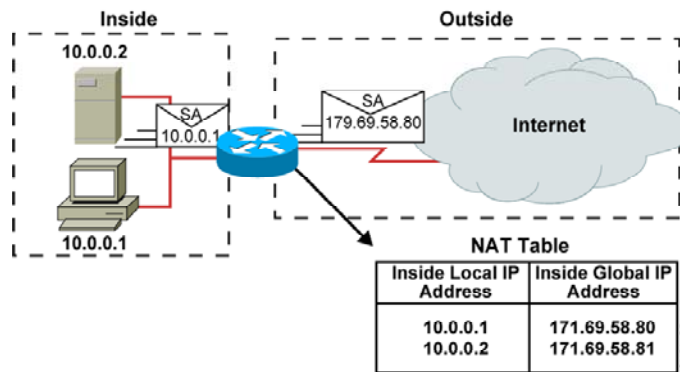 Inside
Outside
10.0.0.2
SA
10.0.0.1
SA
179.69.58.80
Internet
10.0.0.1
NAT Table
Inside Local IP Address
Inside Global IP Address
10.0.0.1
171.69.58.80
10.0.0.2
171.69.58.81